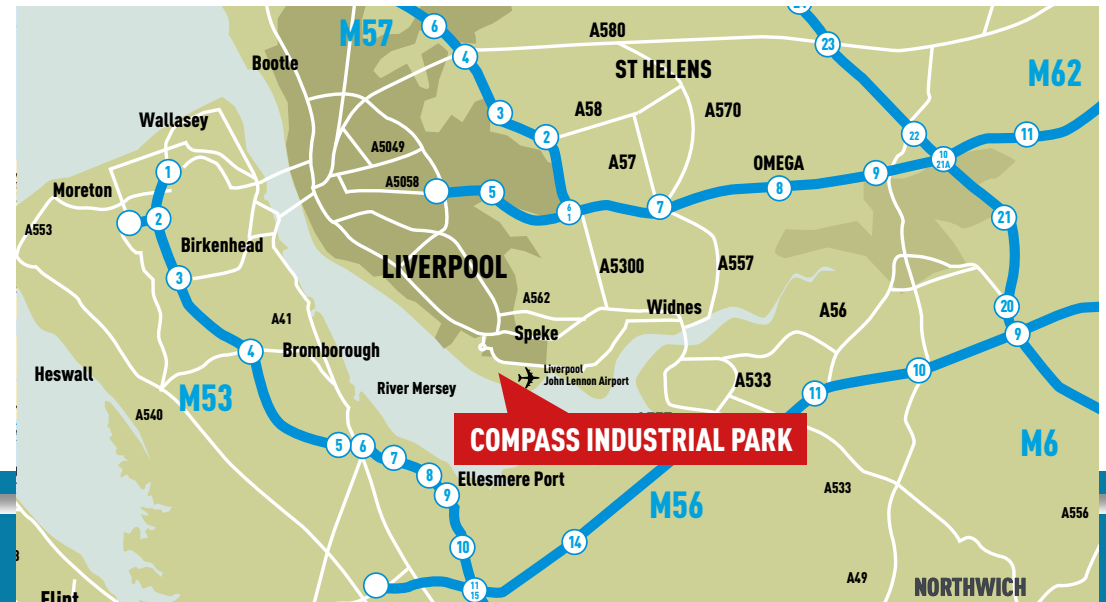 M57
6
A580
23
4
Bootle
ST HELENS
M62
3
A58
A570
Wallasey
2
22
11
A5049
10
21A
A57
OMEGA
1
9
Moreton
A5058
5
8
6
1
7
2
21
A553
Birkenhead
LIVERPOOL
A5300
A557
3
A562
Widnes
20
A41
Speke
A56
9
4
Bromborough
Heswall
Liverpool
John Lennon Airport
10
River Mersey
A533
M53
11
A540
COMPASS INDUSTRIAL PARK
5
6
7
M6
8
Ellesmere Port
9
A533
M56
A556
10
14
A49
11
15
NORTHWICH
Flint